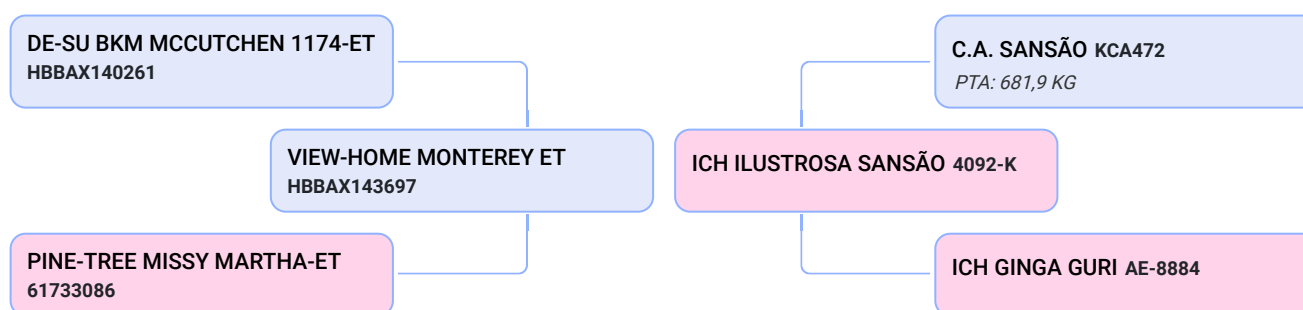 DE-SU BKM MCCUTCHEN 1174-ET
HBBAX140261
VIEW-HOME MONTEREY ET
HBBAX143697
PINE-TREE MISSY MARTHA-ET
61733086
C.A. SANSÃO KCA472
PTA: 681,9 KG
ICH ILUSTROSA SANSÃO 4092-K
ICH GINGA GURI AE-8884